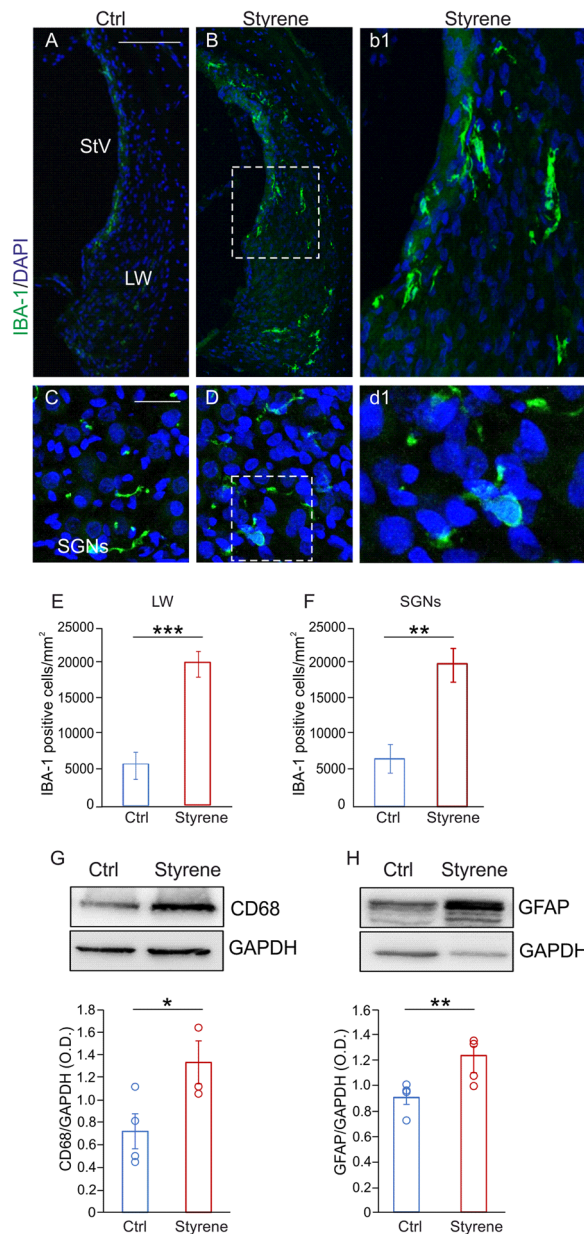 Ctrl Styrene Styrene
A B b1
StV
LW
IBA-1/DAPI
C D d1
SGNs
E LW
***
IBA-1 positive cells/mm²
25000
20000
15000
10000
5000
0
Ctrl Styrene
F SGNs
**
IBA-1 positive cells/mm²
25000
20000
15000
10000
5000
0
Ctrl Styrene
G Ctrl Styrene
CD68
GAPDH
*
CD68/GAPDH (O.D.)
1.8
1.6
1.4
1.2
1.0
0.8
0.6
0.4
0.2
0
Ctrl Styrene
H Ctrl Styrene
GFAP
GAPDH
**
GFAP/GAPDH (O.D.)
1.6
1.4
1.2
1.0
0.8
0.6
0.4
0.2
0
Ctrl Styrene